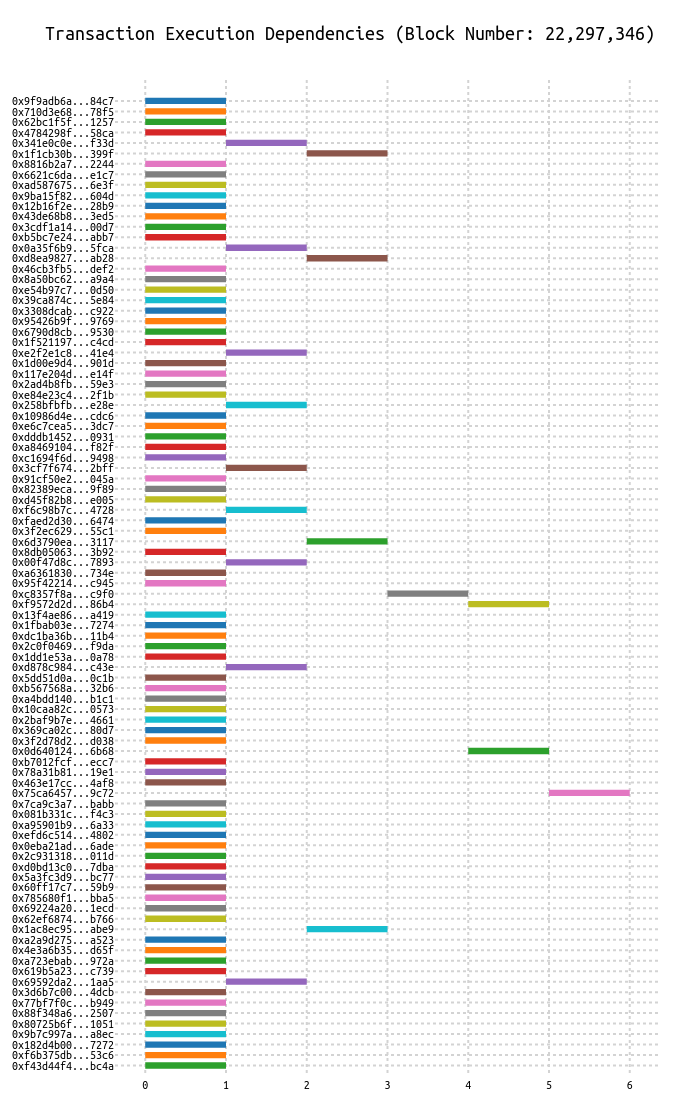 Transaction Execution Dependencies (Block Number: 22,297,346)
0x9f9adb6a...84c7
0x710d3e68...78f5
0x62bc1f5f...1257
0x4784298f...58ca
0x341e0c0e...f33d
0x1f1cb30b...399f
0x8816b2a7...2244
0x6621c6da...e1c7
0xad587675...6e3f
0x9ba15f82...604d
0x12b16f2e...28b9
0x43de68b8...3ed5
0x3cdf1a14...00d7
0xb5bc7e24...abb7
0x0a35f6b9...5fca
0xd8ea9827...ab28
0x46cb3fb5...def2
0x8a50bc62...a9a4
0xe54b97c7...0d50
0x39ca874c...5e84
0x3308dcab...c922
0x95426b9f...9769
0x6790d8cb...9530
0x1f521197...c4cd
0xe2f2e1c8...41e4
0x1d00e9d4...901d
0x117e204d...e14f
0x2ad4b8fb...59e3
0xe84e23c4...2f1b
0x258bfbfb...e28e
0x10986d4e...cdc6
0xe6c7cea5...3dc7
0xdddb1452...0931
0xa8469104...f82f
0xc1694f6d...9498
0x3cf7f674...2bff
0x91cf50e2...045a
0x82389eca...9f89
0xd45f82b8...e005
0xf6c98b7c...4728
0xfaed2d30...6474
0x3f2ec629...55c1
0x6d3790ea...3117
0x8db05063...3b92
0x00f47d8c...7893
0xa6361830...734e
0x95f42214...c945
0xc8357f8a...c9f0
0xf9572d2d...86b4
0x13f4ae86...a419
0x1fbab03e...7274
0xdc1ba36b...11b4
0x2c0f0469...f9da
0x1dd1e53a...0a78
0xd878c984...c43e
0x5dd51d0a...0c1b
0xb567568a...32b6
0xa4bdd140...b1c1
0x10caa82c...0573
0x2baf9b7e...4661
0x369ca02c...80d7
0x3f2d78d2...d038
0x0d640124...6b68
0xb7012fcf...ecc7
0x78a31b81...19e1
0x463e17cc...4af8
0x75ca6457...9c72
0x7ca9c3a7...babb
0x081b331c...f4c3
0xa95901b9...6a33
0xefd6c514...4802
0x0eba21ad...6ade
0x2c931318...011d
0xd0bd13c0...7dba
0x5a3fc3d9...bc77
0x60ff17c7...59b9
0x785680f1...bba5
0x69224a20...1ecd
0x62ef6874...b766
0x1ac8ec95...abe9
0xa2a9d275...a523
0x4e3a6b35...d65f
0xa723ebab...972a
0x619b5a23...c739
0x69592da2...1aa5
0x3d6b7c00...4dcb
0x77bf7f0c...b949
0x88f348a6...2507
0x80725b6f...1051
0x9b7c997a...a8ec
0x182d4b00...7272
0xf6b375db...53c6
0xf43d44f4...bc4a
0 1 2 3 4 5 6